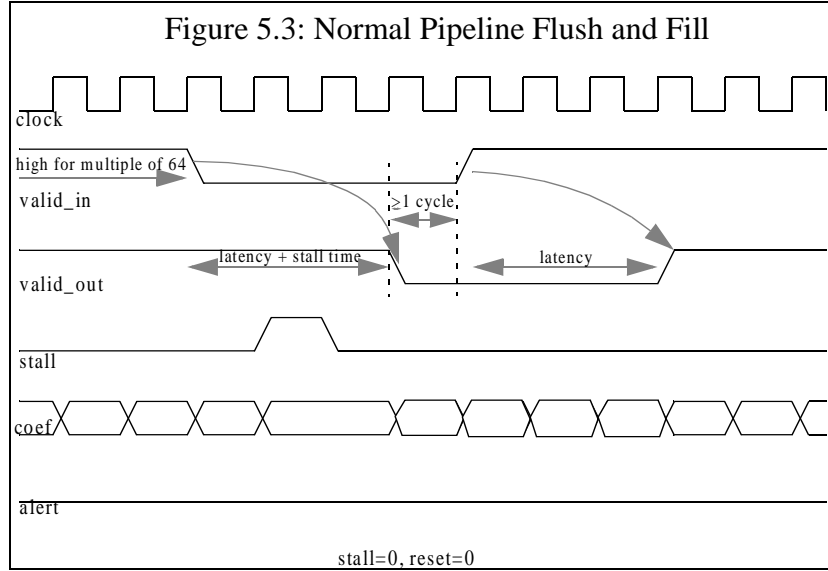 Figure 5.3: Normal Pipeline Flush and Fill
clock
high for multiple of 64
valid_in
≥1 cycle
latency + stall time
latency
valid_out
stall
coef
alert
stall=0, reset=0